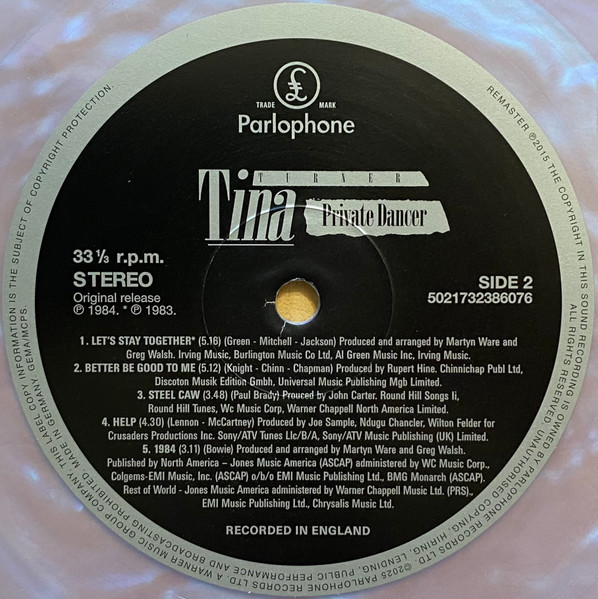 £
TRADE MARK
Parlophone
TURNER
Tina
Private Dancer
33 ⅓ r.p.m.
STEREO
Original release
℗ 1984. * ℗ 1983.
SIDE 2
5021732386076
1. LET'S STAY TOGETHER* (5.16) (Green - Mitchell - Jackson) Produced and arranged by Martyn Ware and
Greg Walsh. Irving Music, Burlington Music Co Ltd, Al Green Music Inc, Irving Music.
2. BETTER BE GOOD TO ME (5.12) (Knight - Chinn - Chapman) Produced by Rupert Hine. Chinnichap Publ Ltd,
Discoton Musik Edition Gmbh, Universal Music Publishing Mgb Limited.
3. STEEL CAW (3.48) (Paul Brady) Prouced by John Carter. Round Hill Songs Ii,
Round Hill Tunes, Wc Music Corp, Warner Chappell North America Limited.
4. HELP (4.30) (Lennon - McCartney) Produced by Joe Sample, Ndugu Chancler, Wilton Felder for
Crusaders Productions Inc. Sony/ATV Tunes Llc/B/A, Sony/ATV Music Publishing (UK) Limited.
5. 1984 (3.11) (Bowie) Produced and arranged by Martyn Ware and Greg Walsh.
Published by North America – Jones Music America (ASCAP) administered by WC Music Corp.,
Colgems-EMI Music, Inc. (ASCAP) o/b/o EMI Music Publishing Ltd., BMG Monarch (ASCAP).
Rest of World - Jones Music America administered by Warner Chappell Music Ltd. (PRS).,
EMI Music Publishing Ltd., Chrysalis Music Ltd.
RECORDED IN ENGLAND
REMASTER ℗2015 THE COPYRIGHT IN THIS SOUND RECORDING IS OWNED BY PARLOPHONE RECORDS LTD. ©2025 PARLOPHONE RECORDS LTD. A WARNER MUSIC GROUP COMPANY. THIS LABEL COPY INFORMATION IS THE SUBJECT OF COPYRIGHT PROTECTION.
ALL RIGHTS RESERVED. UNAUTHORISED COPYING, HIRING, LENDING, PUBLIC PERFORMANCE AND BROADCASTING PROHIBITED. MADE IN GERMANY. GEMA/MCPS.